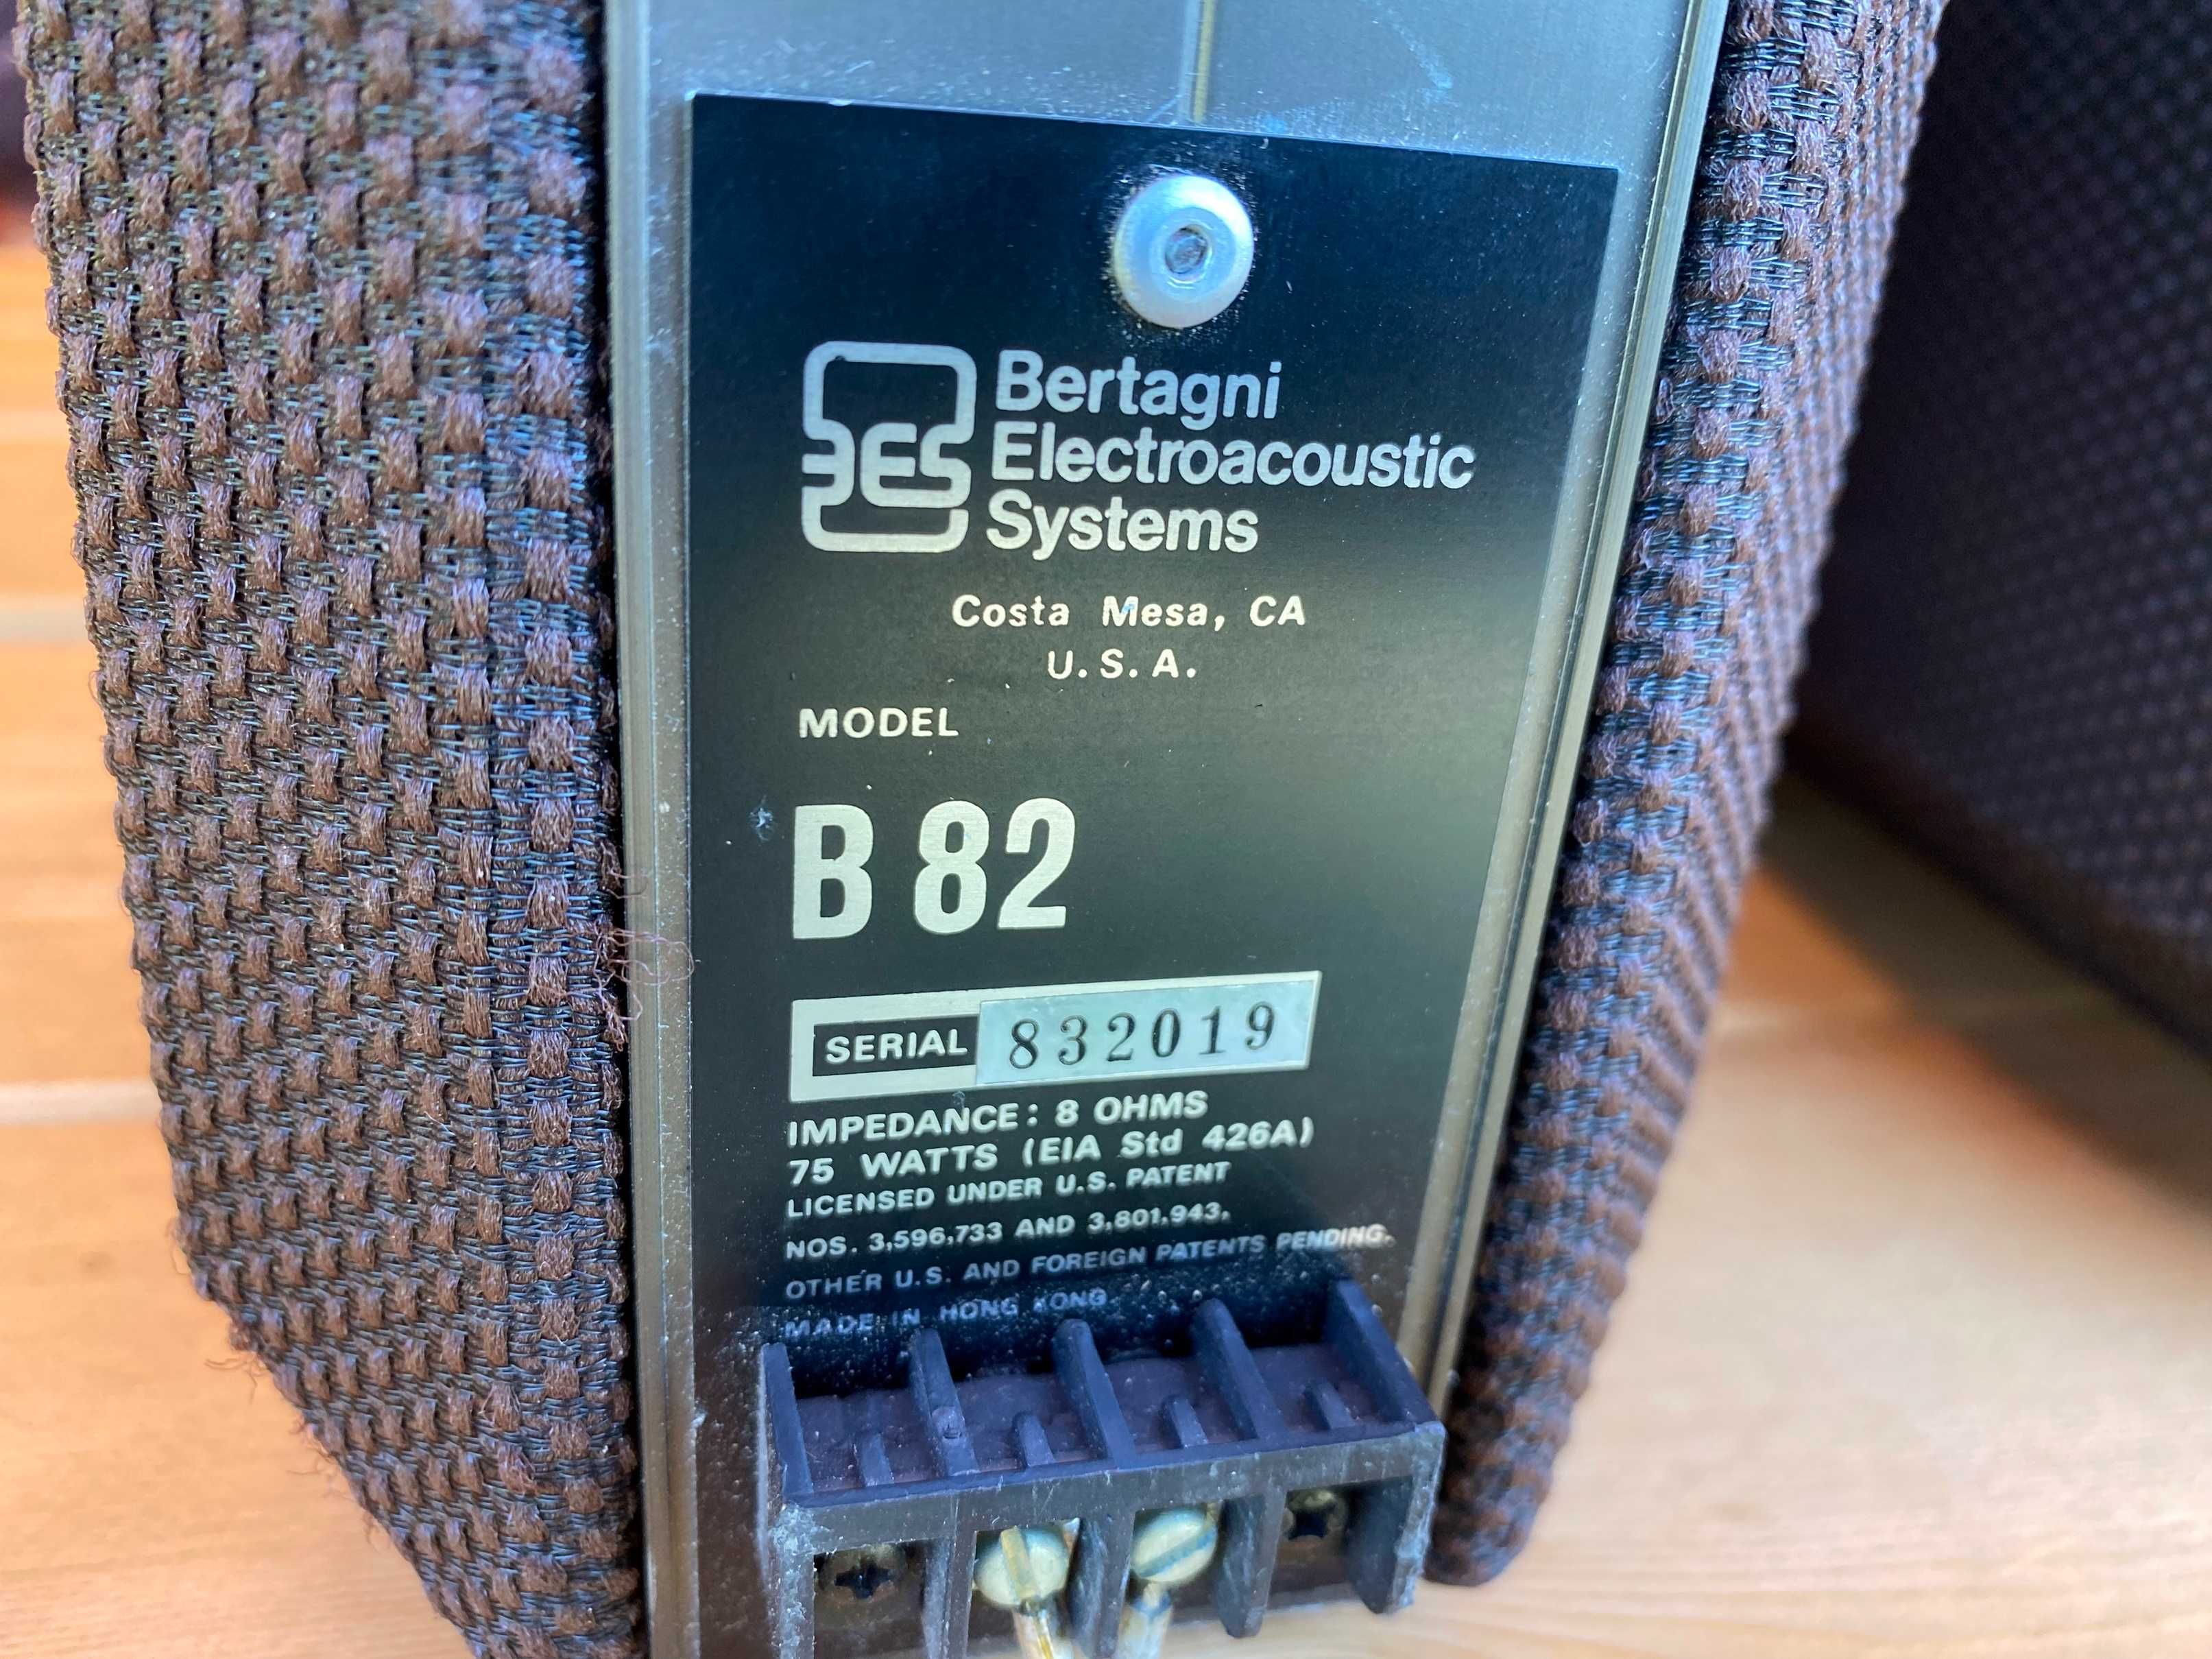 BES
Bertagni
Electroacoustic
Systems
Costa Mesa, CA
U.S.A.
MODEL
B 82
SERIAL 832019
IMPEDANCE: 8 OHMS
75 WATTS (EIA Std 426A)
LICENSED UNDER U.S. PATENT
NOS. 3,596,733 AND 3,801,943.
OTHER U.S. AND FOREIGN PATENTS PENDING.
MADE IN HONG KONG